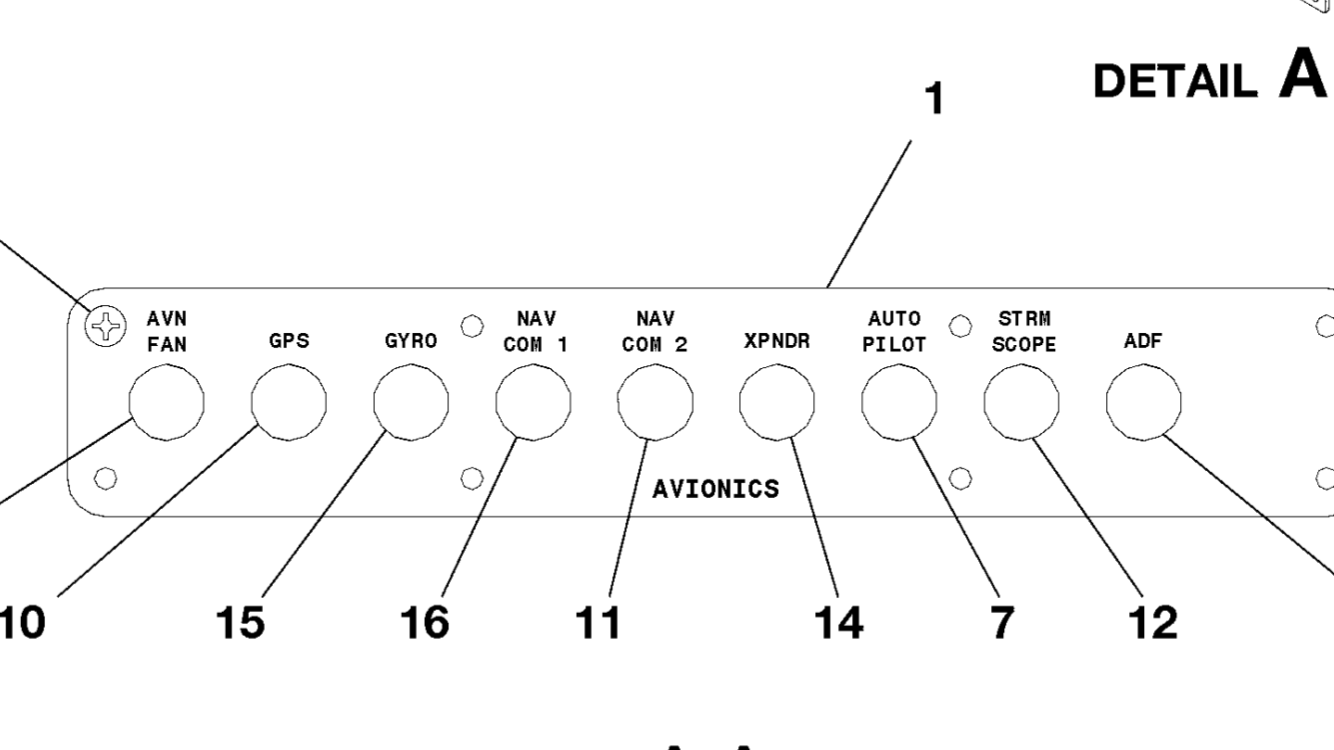 DETAIL A
1
AVN
FAN
GPS
GYRO
NAV
COM 1
NAV
COM 2
XPNDR
AUTO
PILOT
STRM
SCOPE
ADF
AVIONICS
10
15
16
11
14
7
12